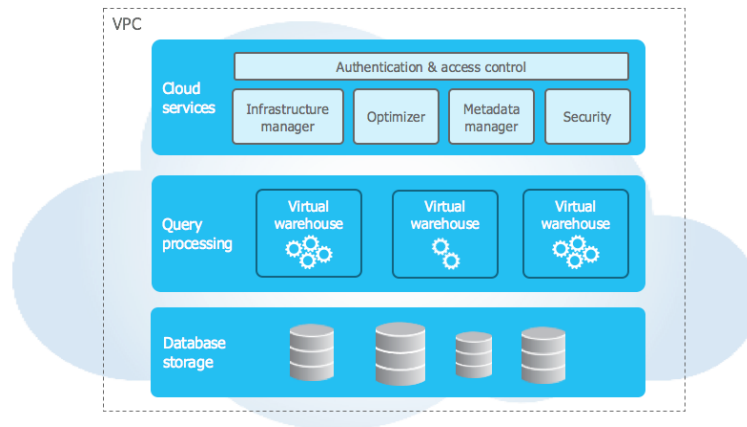 VPC
Cloud
services
Authentication & access control
Infrastructure
manager
Optimizer
Metadata
manager
Security
Query
processing
Virtual
warehouse
Virtual
warehouse
Virtual
warehouse
Database
storage